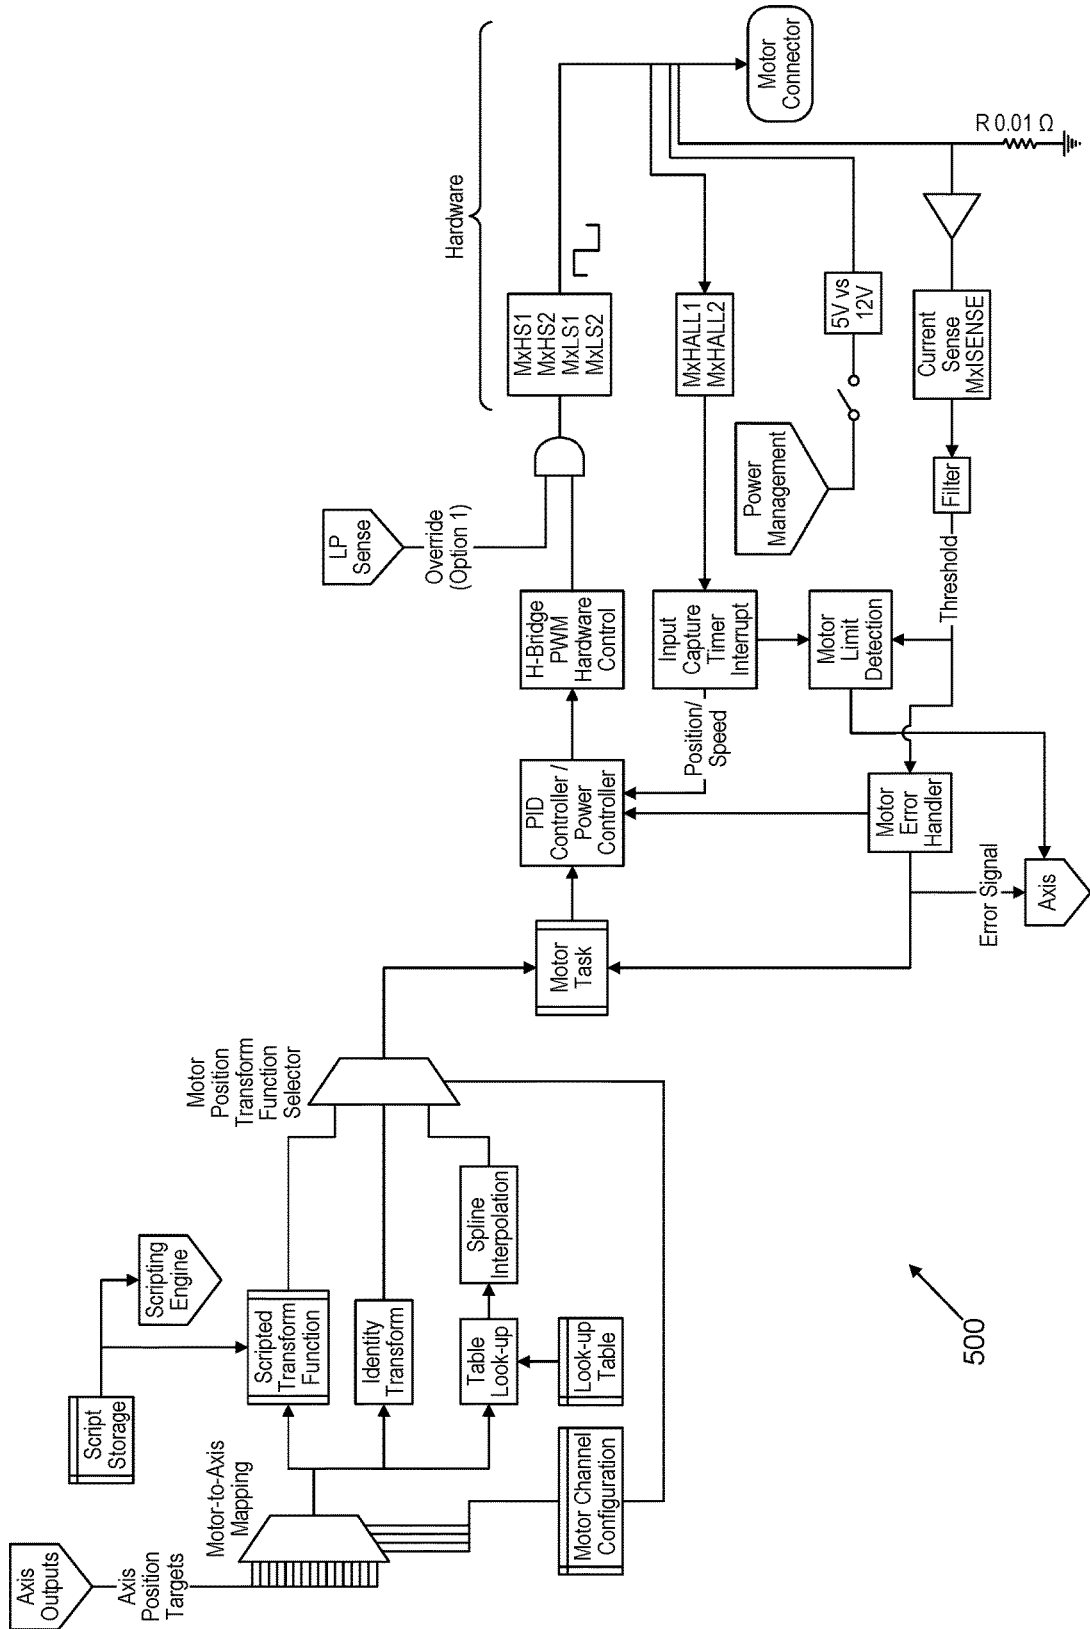 Axis
Outputs
Axis
Position
Targets
Script
Storage
Scripting
Engine
Motor-to-Axis
Mapping
Scripted
Transform
Function
Identity
Transform
Table
Look-up
Spline
Interpolation
Look-up
Table
Motor Channel
Configuration
Motor
Position
Transform
Function
Selector
Motor
Task
PID
Controller /
Power
Controller
H-Bridge
PWM
Hardware
Control
LP
Sense
Override
(Option 1)
Hardware
MxHS1
MxHS2
MxLS1
MxLS2
Motor
Connector
MxHALL1
MxHALL2
Input
Capture
Timer
Interrupt
Position/
Speed
Power
Management
5V vs
12V
Motor
Limit
Detection
Threshold
Filter
Current
Sense
MxISENSE
R 0.01 Ω
Motor
Error
Handler
Error Signal
Axis
500